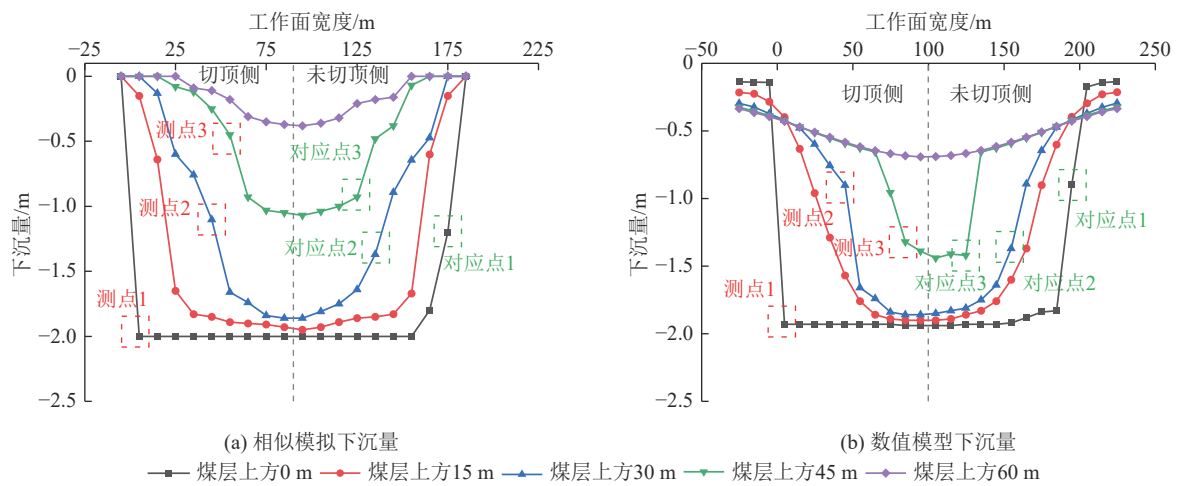 工作面宽度/m
−25 25 75 125 175 225
0
−0.5
−1.0
−1.5
−2.0
−2.5
下沉量/m
切顶侧 未切顶侧
测点3
对应点3
测点2
对应点2
对应点1
测点1
(a) 相似模拟下沉量
工作面宽度/m
−50 0 50 100 150 200 250
0
−0.5
−1.0
−1.5
−2.0
−2.5
下沉量/m
切顶侧 未切顶侧
测点2
对应点1
测点3
对应点3 对应点2
测点1
(b) 数值模型下沉量
煤层上方0 m 煤层上方15 m 煤层上方30 m 煤层上方45 m 煤层上方60 m